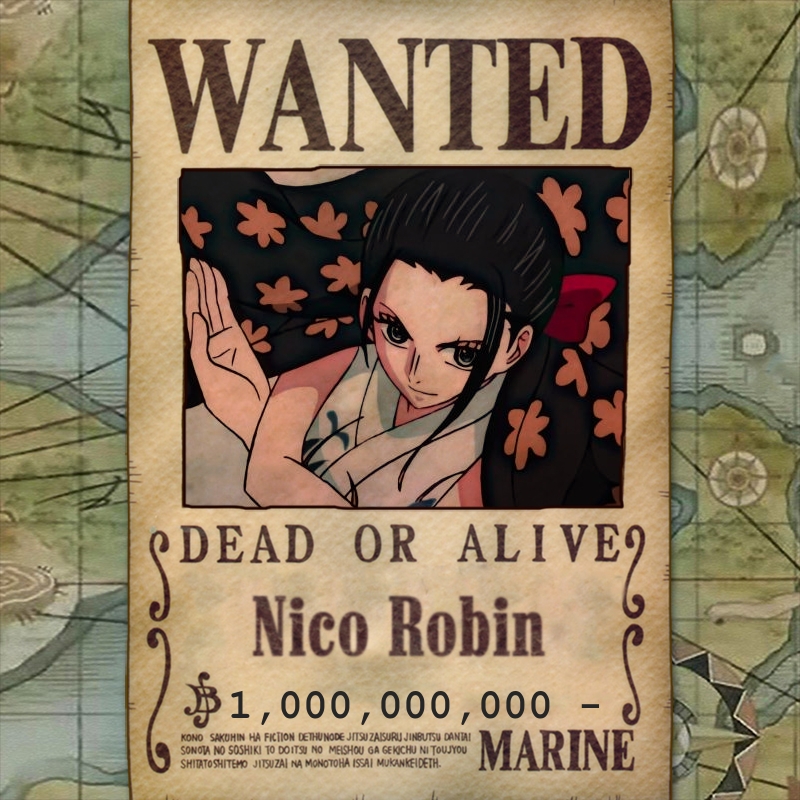 WANTED
DEAD OR ALIVE
Nico Robin
1,000,000,000 –
KONO SAKUHIN HA FICTION DETHUNODE JITSUZAISURU JINBUTSU DANTAI
SONOTA NO SOSHIKI TO DOITSU NO MEISHOU GA GEKICHU NI TOUJYOU
SHITATOSHITEMO JITSUZAI NA MONOTOHA ISSAI MUKANKEIDETH.
MARINE